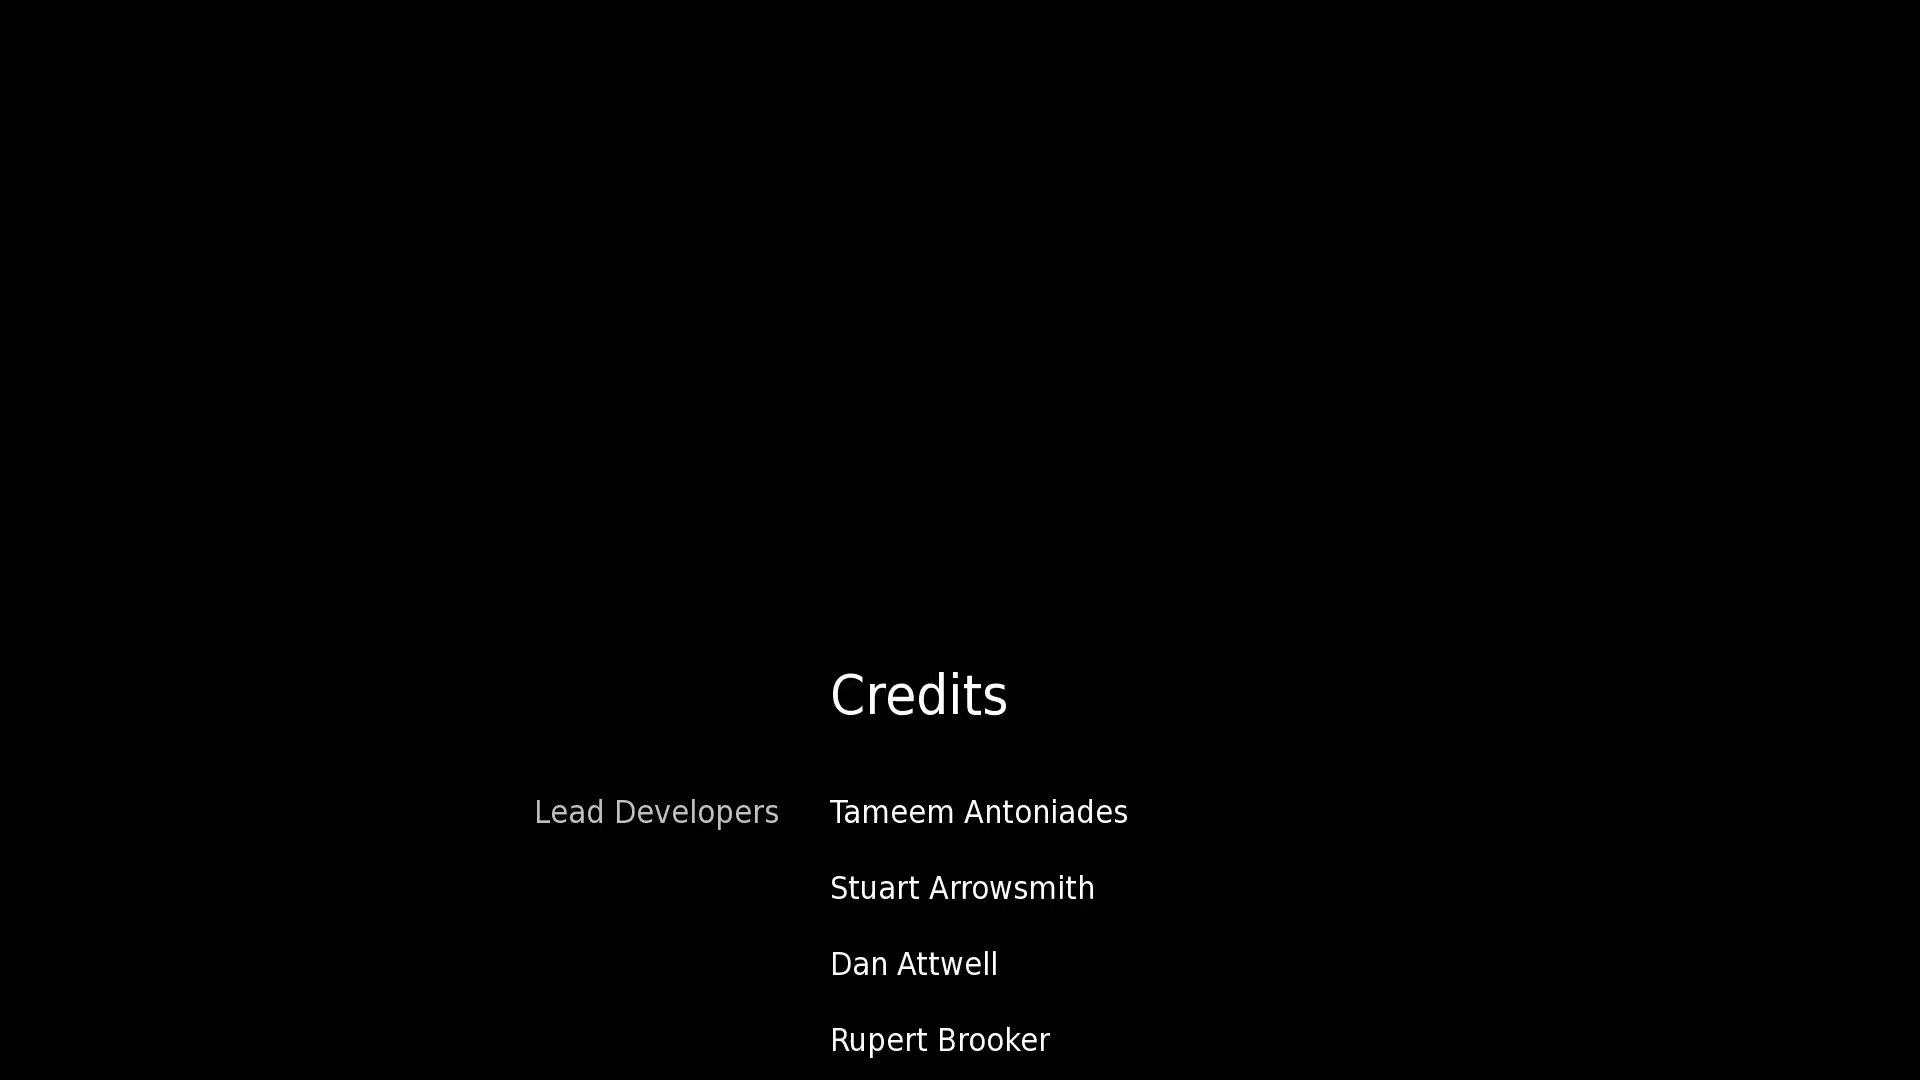 Credits
Lead Developers Tameem Antoniades
Stuart Arrowsmith
Dan Attwell
Rupert Brooker